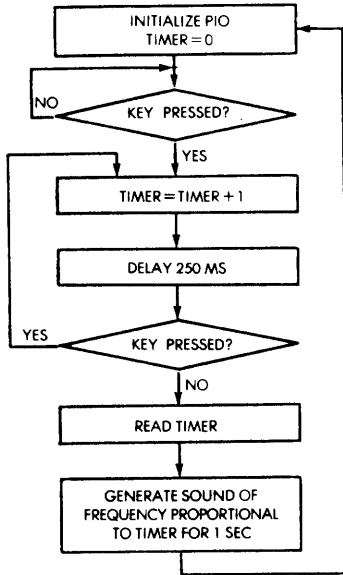 INITIALIZE PIO
TIMER = 0
NO
KEY PRESSED?
YES
TIMER = TIMER + 1
DELAY 250 MS
YES
KEY PRESSED?
NO
READ TIMER
GENERATE SOUND OF
FREQUENCY PROPORTIONAL
TO TIMER FOR 1 SEC